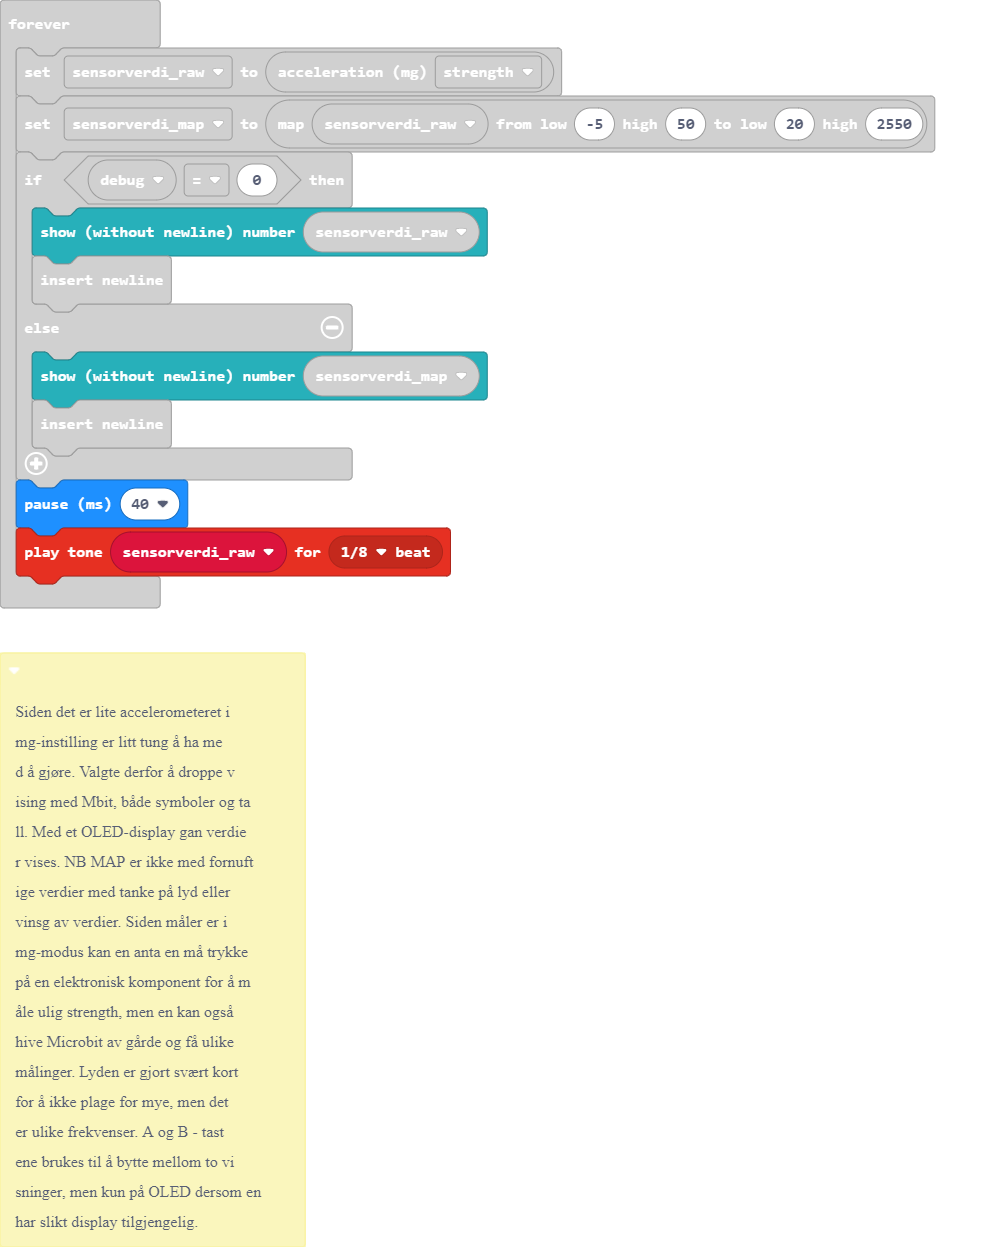 forever
set sensorverdi_raw to acceleration (mg) strength
set sensorverdi_map to map sensorverdi_raw from low -5 high 50 to low 20 high 2550
if debug = 0 then
show (without newline) number sensorverdi_raw
insert newline
else
show (without newline) number sensorverdi_map
insert newline
pause (ms) 40
play tone sensorverdi_raw for 1/8 beat
Siden det er lite accelerometeret i
mg-instilling er litt tung å ha me
d å gjøre. Valgte derfor å droppe v
ising med Mbit, både symboler og ta
ll. Med et OLED-display gan verdie
r vises. NB MAP er ikke med fornuft
ige verdier med tanke på lyd eller
vinsg av verdier. Siden måler er i
mg-modus kan en anta en må trykke
på en elektronisk komponent for å m
åle ulig strength, men en kan også
hive Microbit av gårde og få ulike
målinger. Lyden er gjort svært kort
for å ikke plage for mye, men det
er ulike frekvenser. A og B - tast
ene brukes til å bytte mellom to vi
sninger, men kun på OLED dersom en
har slikt display tilgjengelig.